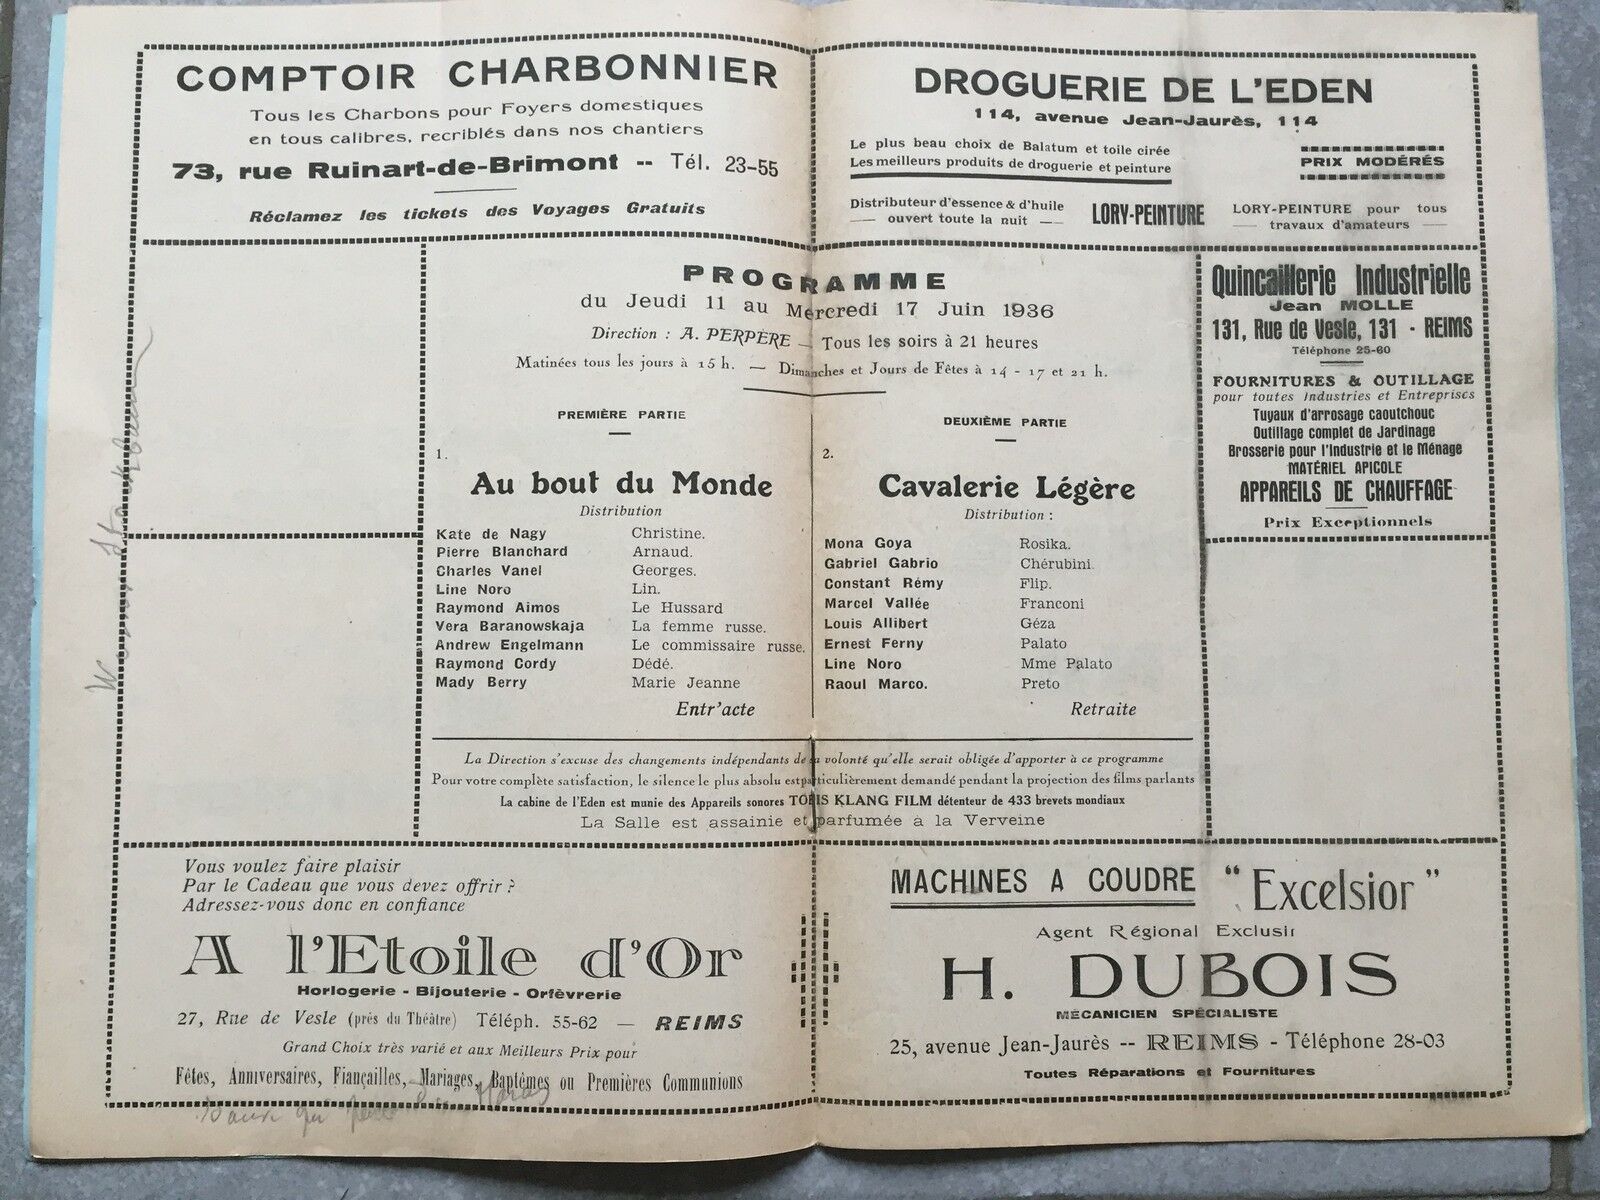 COMPTOIR CHARBONNIER
Tous les Charbons pour Foyers domestiques
en tous calibres, recriblés dans nos chantiers
73, rue Ruinart-de-Brimont -- Tél. 23-55
Réclamez les tickets des Voyages Gratuits
DROGUERIE DE L'EDEN
114, avenue Jean-Jaurès, 114
Le plus beau choix de Balatum et toile cirée
Les meilleurs produits de droguerie et peinture
PRIX MODÉRÉS
Distributeur d'essence & d'huile
— ouvert toute la nuit —
LORY-PEINTURE
LORY-PEINTURE pour tous
— travaux d'amateurs —
PROGRAMME
du Jeudi 11 au Mercredi 17 Juin 1936
Direction : A. PERPÈRE — Tous les soirs à 21 heures
Matinées tous les jours à 15 h. — Dimanches et Jours de Fêtes à 14 - 17 et 21 h.
PREMIÈRE PARTIE
1.
Au bout du Monde
Distribution
Kate de Nagy Christine.
Pierre Blanchard Arnaud.
Charles Vanel Georges.
Line Noro Lin.
Raymond Aimos Le Hussard
Vera Baranowskaja La femme russe.
Andrew Engelmann Le commissaire russe.
Raymond Cordy Dédé.
Mady Berry Marie Jeanne
Entr'acte
DEUXIÈME PARTIE
2.
Cavalerie Légère
Distribution :
Mona Goya Rosika.
Gabriel Gabrio Chérubini.
Constant Rémy Flip.
Marcel Vallée Franconi
Louis Allibert Géza
Ernest Ferny Palato
Line Noro Mme Palato
Raoul Marco. Preto
Retraite
La Direction s'excuse des changements indépendants de la volonté qu'elle serait obligée d'apporter à ce programme
Pour votre complète satisfaction, le silence le plus absolu est particulièrement demandé pendant la projection des films parlants
La cabine de l'Eden est munie des Appareils sonores TOBIS KLANG FILM détenteur de 433 brevets mondiaux
La Salle est assainie et parfumée à la Verveine
Quincaillerie Industrielle
Jean MOLLE
131, Rue de Vesle, 131 - REIMS
Téléphone 25-60
FOURNITURES & OUTILLAGE
pour toutes Industries et Entreprises
Tuyaux d'arrosage caoutchouc
Outillage complet de Jardinage
Brosserie pour l'Industrie et le Ménage
MATÉRIEL APICOLE
APPAREILS DE CHAUFFAGE
Prix Exceptionnels
Vous voulez faire plaisir
Par le Cadeau que vous devez offrir ?
Adressez-vous donc en confiance
A l'Etoile d'Or
Horlogerie - Bijouterie - Orfèvrerie
27, Rue de Vesle (près du Théâtre) Téléph. 55-62 — REIMS
Grand Choix très varié et aux Meilleurs Prix pour
Fêtes, Anniversaires, Fiançailles, Mariages, Baptêmes ou Premières Communions
MACHINES A COUDRE "Excelsior"
Agent Régional Exclusif
H. DUBOIS
MÉCANICIEN SPÉCIALISTE
25, avenue Jean-Jaurès -- REIMS - Téléphone 28-03
Toutes Réparations et Fournitures